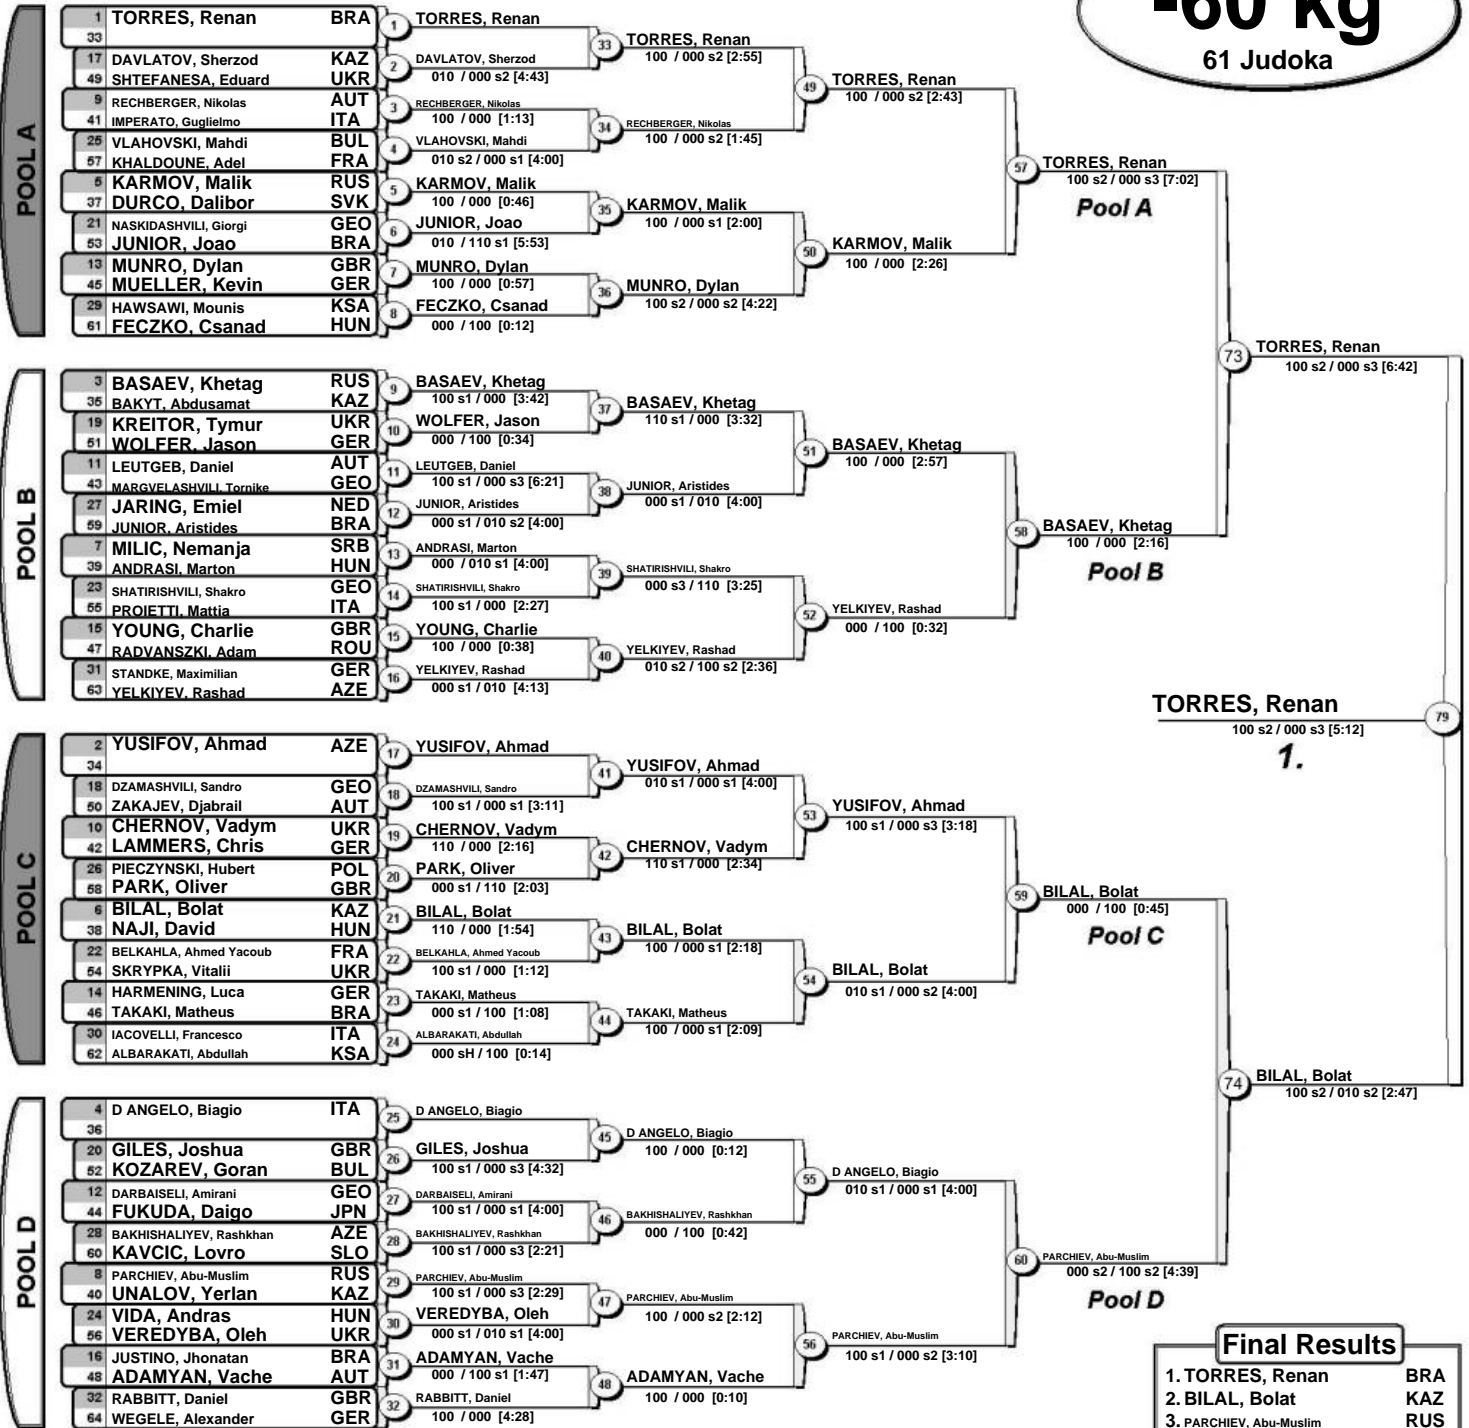 -60 kg
61 Judoka
POOL A
1 TORRES, Renan BRA
33
17 DAVLATOV, Sherzod KAZ
49 SHTEFANESA, Eduard UKR
9 RECHBERGER, Nikolas AUT
41 IMPERATO, Guglielmo ITA
25 VLAHOVSKI, Mahdi BUL
57 KHALDOUNE, Adel FRA
5 KARMOV, Malik RUS
37 DURCO, Dalibor SVK
21 NASKIDASHVILI, Giorgi GEO
53 JUNIOR, Joao BRA
13 MUNRO, Dylan GBR
45 MUELLER, Kevin GER
29 HAWSAWI, Mounis KSA
61 FECZKO, Csanad HUN
1 TORRES, Renan
2 DAVLATOV, Sherzod
010 / 000 s2 [4:43]
3 RECHBERGER, Nikolas
100 / 000 [1:13]
4 VLAHOVSKI, Mahdi
010 s2 / 000 s1 [4:00]
5 KARMOV, Malik
100 / 000 [0:46]
6 JUNIOR, Joao
010 / 110 s1 [5:53]
7 MUNRO, Dylan
100 / 000 [0:57]
8 FECZKO, Csanad
000 / 100 [0:12]
33 TORRES, Renan
100 / 000 s2 [2:55]
34 RECHBERGER, Nikolas
100 / 000 s2 [1:45]
35 KARMOV, Malik
100 / 000 s1 [2:00]
36 MUNRO, Dylan
100 s2 / 000 s2 [4:22]
49 TORRES, Renan
100 / 000 s2 [2:43]
50 KARMOV, Malik
100 / 000 [2:26]
57 TORRES, Renan
100 s2 / 000 s3 [7:02]
Pool A
POOL B
3 BASAEV, Khetag RUS
35 BAKYT, Abdusamat KAZ
19 KREITOR, Tymur UKR
51 WOLFER, Jason GER
11 LEUTGEB, Daniel AUT
43 MARGVELASHVILI, Tornike GEO
27 JARING, Emiel NED
59 JUNIOR, Aristides BRA
7 MILIC, Nemanja SRB
39 ANDRASI, Marton HUN
23 SHATIRISHVILI, Shakro GEO
55 PROIETTI, Mattia ITA
15 YOUNG, Charlie GBR
47 RADVANSZKI, Adam ROU
31 STANDKE, Maximilian GER
63 YELKIYEV, Rashad AZE
9 BASAEV, Khetag
100 s1 / 000 [3:42]
10 WOLFER, Jason
000 / 100 [0:34]
11 LEUTGEB, Daniel
100 s1 / 000 s3 [6:21]
12 JUNIOR, Aristides
000 s1 / 010 s2 [4:00]
13 ANDRASI, Marton
000 / 010 s1 [4:00]
14 SHATIRISHVILI, Shakro
100 s1 / 000 [2:27]
15 YOUNG, Charlie
100 / 000 [0:38]
16 YELKIYEV, Rashad
000 s1 / 010 [4:13]
37 BASAEV, Khetag
110 s1 / 000 [3:32]
38 JUNIOR, Aristides
000 s1 / 010 [4:00]
39 SHATIRISHVILI, Shakro
000 s3 / 110 [3:25]
40 YELKIYEV, Rashad
010 s2 / 100 s2 [2:36]
51 BASAEV, Khetag
100 / 000 [2:57]
52 YELKIYEV, Rashad
000 / 100 [0:32]
58 BASAEV, Khetag
100 / 000 [2:16]
Pool B
73 TORRES, Renan
100 s2 / 000 s3 [6:42]
TORRES, Renan 79
100 s2 / 000 s3 [5:12]
1.
POOL C
2 YUSIFOV, Ahmad AZE
34
18 DZAMASHVILI, Sandro GEO
50 ZAKAJEV, Djabrail AUT
10 CHERNOV, Vadym UKR
42 LAMMERS, Chris GER
26 PIECZYNSKI, Hubert POL
58 PARK, Oliver GBR
6 BILAL, Bolat KAZ
38 NAJI, David HUN
22 BELKAHLA, Ahmed Yacoub FRA
54 SKRYPKA, Vitalii UKR
14 HARMENING, Luca GER
46 TAKAKI, Matheus BRA
30 IACOVELLI, Francesco ITA
62 ALBARAKATI, Abdullah KSA
17 YUSIFOV, Ahmad
18 DZAMASHVILI, Sandro
100 s1 / 000 s1 [3:11]
19 CHERNOV, Vadym
110 / 000 [2:16]
20 PARK, Oliver
000 s1 / 110 [2:03]
21 BILAL, Bolat
110 / 000 [1:54]
22 BELKAHLA, Ahmed Yacoub
100 s1 / 000 [1:12]
23 TAKAKI, Matheus
000 s1 / 100 [1:08]
24 ALBARAKATI, Abdullah
000 sH / 100 [0:14]
41 YUSIFOV, Ahmad
010 s1 / 000 s1 [4:00]
42 CHERNOV, Vadym
110 s1 / 000 [2:34]
43 BILAL, Bolat
100 / 000 s1 [2:18]
44 TAKAKI, Matheus
100 / 000 s1 [2:09]
53 YUSIFOV, Ahmad
100 s1 / 000 s3 [3:18]
54 BILAL, Bolat
010 s1 / 000 s2 [4:00]
59 BILAL, Bolat
000 / 100 [0:45]
Pool C
POOL D
4 D ANGELO, Biagio ITA
36
20 GILES, Joshua GBR
52 KOZAREV, Goran BUL
12 DARBAISELI, Amirani GEO
44 FUKUDA, Daigo JPN
28 BAKHISHALIYEV, Rashkhan AZE
60 KAVCIC, Lovro SLO
8 PARCHIEV, Abu-Muslim RUS
40 UNALOV, Yerlan KAZ
24 VIDA, Andras HUN
56 VEREDYBA, Oleh UKR
16 JUSTINO, Jhonatan BRA
48 ADAMYAN, Vache AUT
32 RABBITT, Daniel GBR
64 WEGELE, Alexander GER
25 D ANGELO, Biagio
26 GILES, Joshua
100 s1 / 000 s3 [4:32]
27 DARBAISELI, Amirani
100 s1 / 000 s1 [4:00]
28 BAKHISHALIYEV, Rashkhan
100 s1 / 000 s3 [2:21]
29 PARCHIEV, Abu-Muslim
100 s1 / 000 s3 [2:29]
30 VEREDYBA, Oleh
000 s1 / 010 s1 [4:00]
31 ADAMYAN, Vache
000 / 100 s1 [1:47]
32 RABBITT, Daniel
100 / 000 [4:28]
45 D ANGELO, Biagio
100 / 000 [0:12]
46 BAKHISHALIYEV, Rashkhan
000 / 100 [0:42]
47 PARCHIEV, Abu-Muslim
100 / 000 s2 [2:12]
48 ADAMYAN, Vache
100 / 000 [0:10]
55 D ANGELO, Biagio
010 s1 / 000 s1 [4:00]
56 PARCHIEV, Abu-Muslim
100 s1 / 000 s2 [3:10]
60 PARCHIEV, Abu-Muslim
000 s2 / 100 s2 [4:39]
Pool D
74 BILAL, Bolat
100 s2 / 010 s2 [2:47]
Final Results
1. TORRES, Renan BRA
2. BILAL, Bolat KAZ
3. PARCHIEV, Abu-Muslim RUS